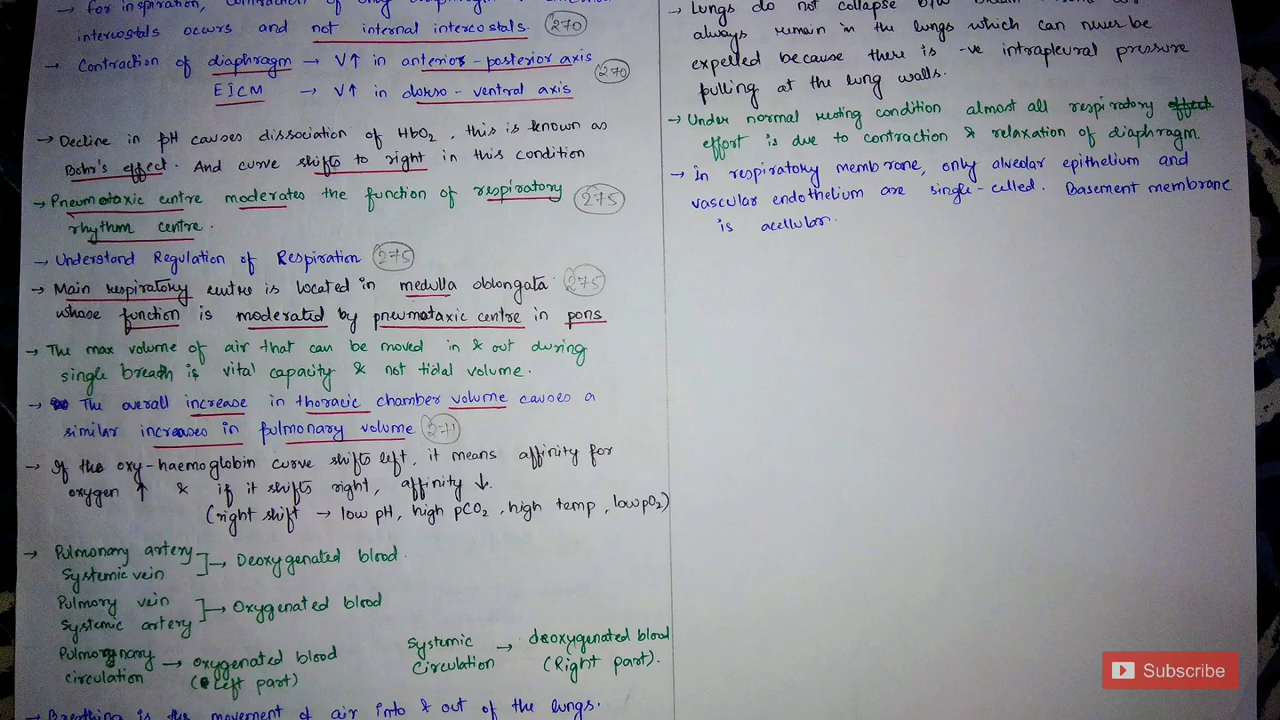 → For inspiration, contraction of only diaphragm & external
intercostals occurs and not internal intercostals. (270)
→ Contraction of diaphragm → V↑ in anterior-posterior axis
EICM → V↑ in dorso-ventral axis (270)
→ Decline in pH causes dissociation of HbO₂, this is known as
Bohr's effect. And curve shifts to right in this condition
→ Pneumotaxic centre moderates the function of respiratory
rhythm centre. (275)
→ Understand Regulation of Respiration (275)
→ Main respiratory centre is located in medulla oblongata (275)
whose function is moderated by pneumotaxic centre in pons
→ The max volume of air that can be moved in & out during
single breath is vital capacity & not tidal volume.
→ The overall increase in thoracic chamber volume causes a
similar increases in pulmonary volume (271)
→ If the oxy-haemoglobin curve shifts left, it means affinity for
oxygen ↑ & if it shifts right, affinity ↓.
(right shift → low pH, high pCO₂, high temp, low pO₂)
→ Pulmonary artery
Systemic vein ] → Deoxygenated blood.
Pulmory vein
Systemic artery ] → Oxygenated blood
Pulmognary circulation → oxygenated blood (Left part)
Systemic circulation → deoxygenated blood (Right part).
→ Breathing is the movement of air into & out of the lungs.
→ Lungs do not collapse b/w
always remain in the lungs which can never be
expelled because there is -ve intrapleural pressure
pulling at the lung walls.
→ Under normal resting condition almost all respiratory effect
effort is due to contraction & relaxation of diaphragm
→ In respiratory membrane, only alveolar epithelium and
vascular endothelium are single-celled. Basement membrane
is acellular.
Subscribe